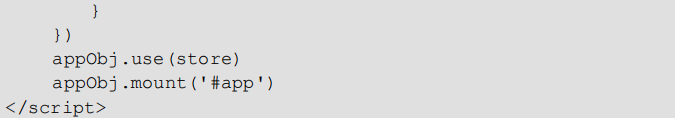 }
    })
    appObj.use(store)
    appObj.mount('#app')
</script>